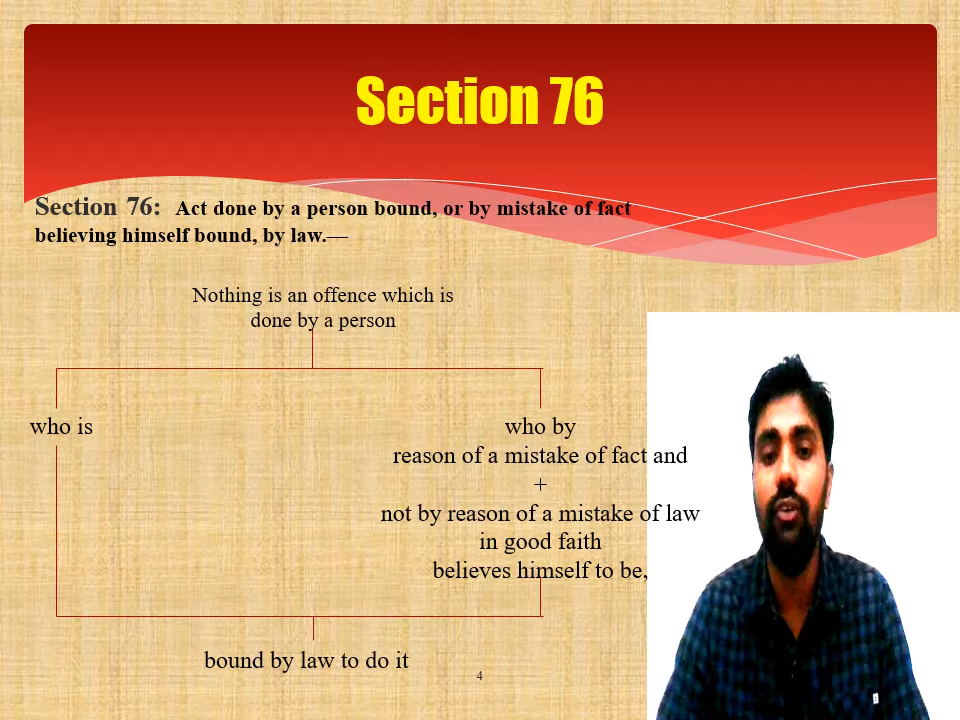 Section 76
Section 76: Act done by a person bound, or by mistake of fact
believing himself bound, by law.—
Nothing is an offence which is
done by a person
who is
who by
reason of a mistake of fact and
+
not by reason of a mistake of law
in good faith
believes himself to be,
bound by law to do it
4